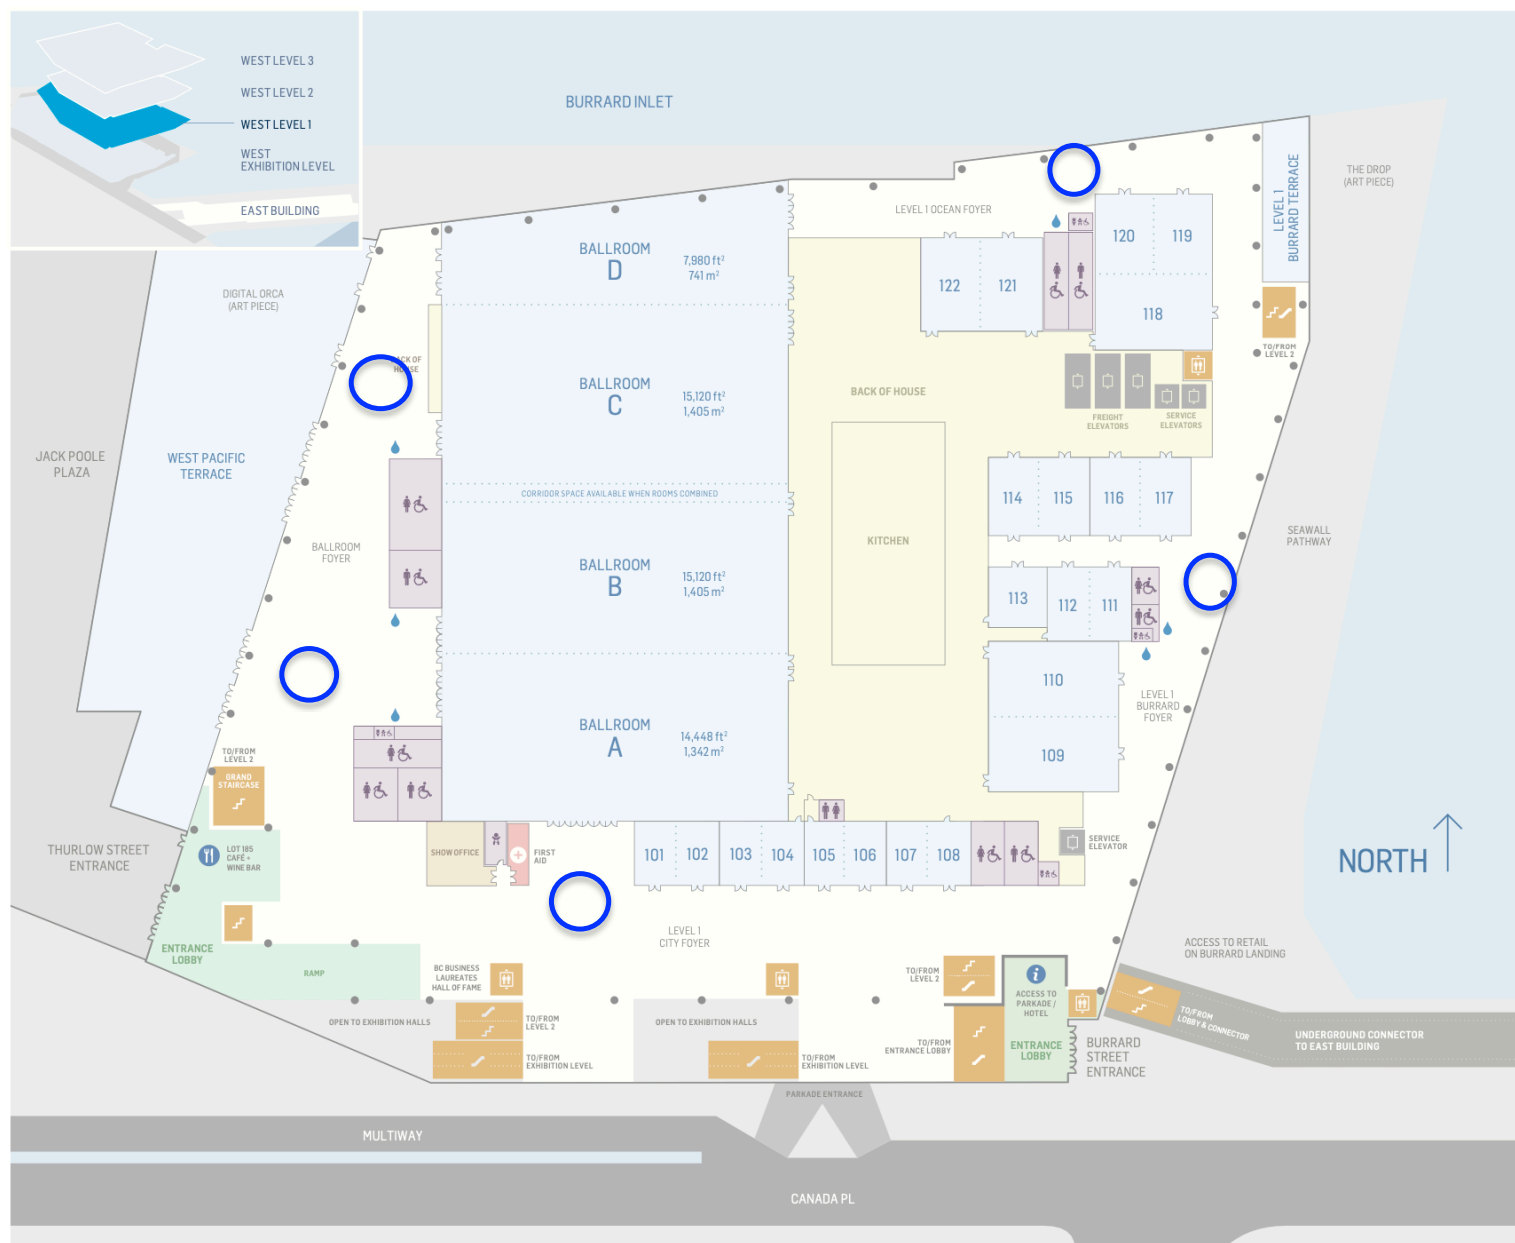 WEST LEVEL 3
WEST LEVEL 2
WEST LEVEL 1
WEST
EXHIBITION LEVEL
EAST BUILDING
BURRARD INLET
THE DROP
(ART PIECE)
LEVEL 1
BURRARD TERRACE
LEVEL 1 OCEAN FOYER
DIGITAL ORCA
(ART PIECE)
BALLROOM
D
7,980 ft²
741 m²
120
119
122
121
118
TO/FROM
LEVEL 2
HOUSE
BALLROOM
C
15,120 ft²
1,405 m²
BACK OF HOUSE
FREIGHT
ELEVATORS
SERVICE
ELEVATORS
JACK POOLE
PLAZA
WEST PACIFIC
TERRACE
CORRIDOR SPACE AVAILABLE WHEN ROOMS COMBINED
114
115
116
117
KITCHEN
SEAWALL
PATHWAY
BALLROOM
FOYER
BALLROOM
B
15,120 ft²
1,405 m²
113
112
111
110
LEVEL 1
BURRARD
FOYER
109
BALLROOM
A
14,448 ft²
1,342 m²
TO/FROM
LEVEL 2
GRAND
STAIRCASE
THURLOW STREET
ENTRANCE
LOT 185
CAFÉ +
WINE BAR
SHOW OFFICE
FIRST
AID
101
102
103
104
105
106
107
108
SERVICE
ELEVATOR
NORTH
ENTRANCE
LOBBY
RAMP
LEVEL 1
CITY FOYER
BC BUSINESS
LAUREATES
HALL OF FAME
TO/FROM
LEVEL 2
i
ACCESS TO
PARKADE /
HOTEL
ACCESS TO RETAIL
ON BURRARD LANDING
OPEN TO EXHIBITION HALLS
TO/FROM
LEVEL 2
OPEN TO EXHIBITION HALLS
TO/FROM
EXHIBITION LEVEL
TO/FROM
EXHIBITION LEVEL
TO/FROM
ENTRANCE LOBBY
ENTRANCE
LOBBY
BURRARD
STREET
ENTRANCE
TO/FROM
LOBBY & CONNECTOR
UNDERGROUND CONNECTOR
TO EAST BUILDING
PARKADE ENTRANCE
MULTIWAY
CANADA PL